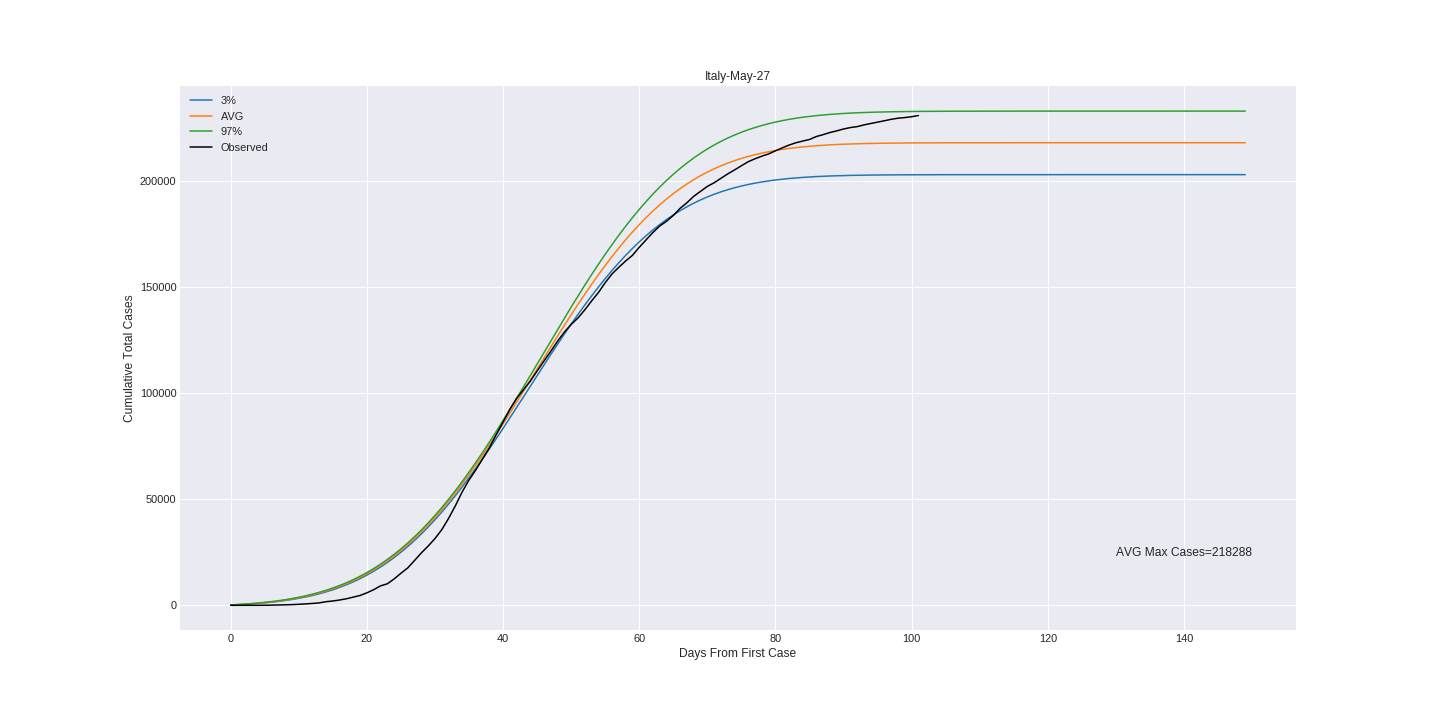 Italy-May-27
3%
AVG
97%
Observed
Cumulative Total Cases
200000
150000
100000
50000
0
AVG Max Cases=218288
0 20 40 60 80 100 120 140
Days From First Case